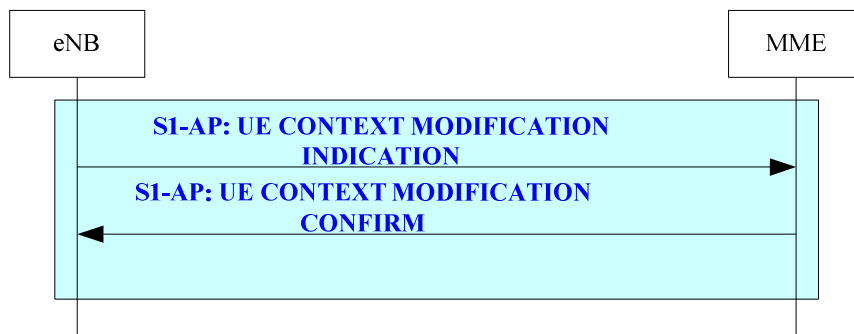 eNB
MME
S1-AP: UE CONTEXT MODIFICATION
INDICATION
S1-AP: UE CONTEXT MODIFICATION
CONFIRM